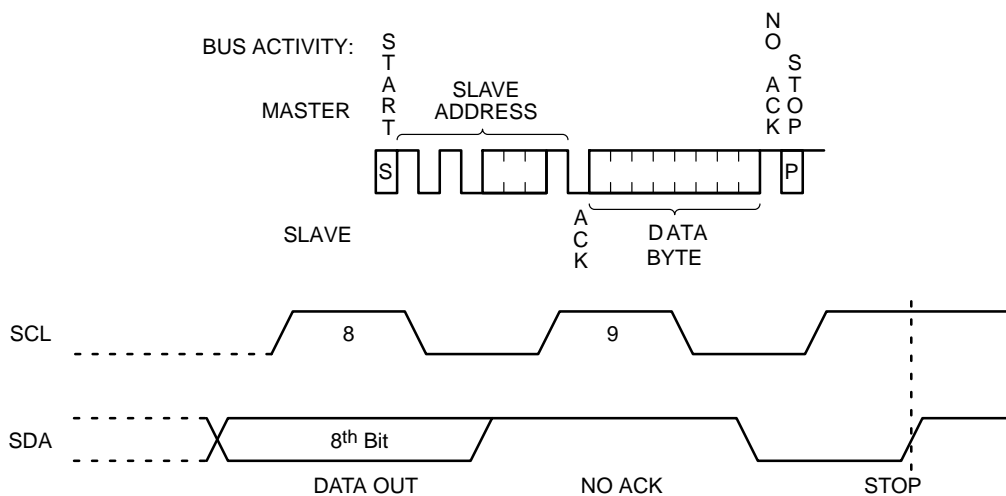 BUS ACTIVITY:
MASTER
START
SLAVE
ADDRESS
NO ACK
STOP
S
P
SLAVE
ACK
DATA
BYTE
SCL
8
9
SDA
8th Bit
DATA OUT
NO ACK
STOP